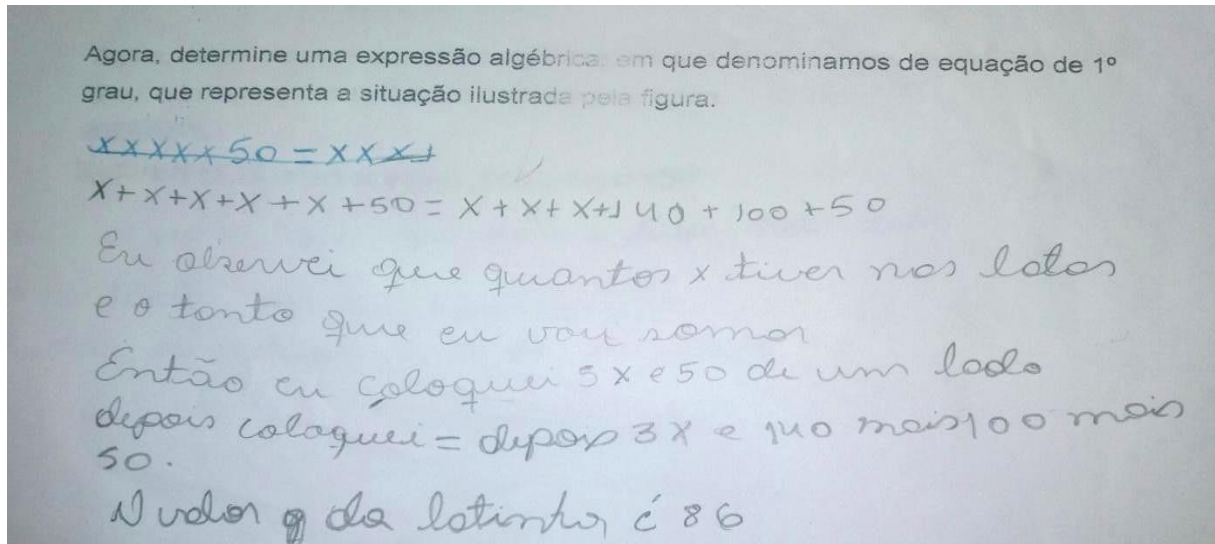 Agora, determine uma expressão algébrica, em que denominamos de equação de 1º
grau, que representa a situação ilustrada pela figura.
xxxxx50 = xxx+
x+x+x+x+x+50 = x+x+x+140+100+50
Eu observei que quantos x tiver nas latas
e o tanto que eu vou somar
Então eu coloquei 5x e 50 de um lado
depois coloquei = depois 3x e 140 mais 100 mais
50.
O valor da latinha é 86